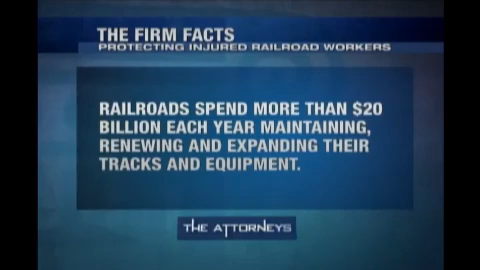 THE FIRM FACTS
PROTECTING INJURED RAILROAD WORKERS
RAILROADS SPEND MORE THAN $20
BILLION EACH YEAR MAINTAINING,
RENEWING AND EXPANDING THEIR
TRACKS AND EQUIPMENT.
THE ATTORNEYS